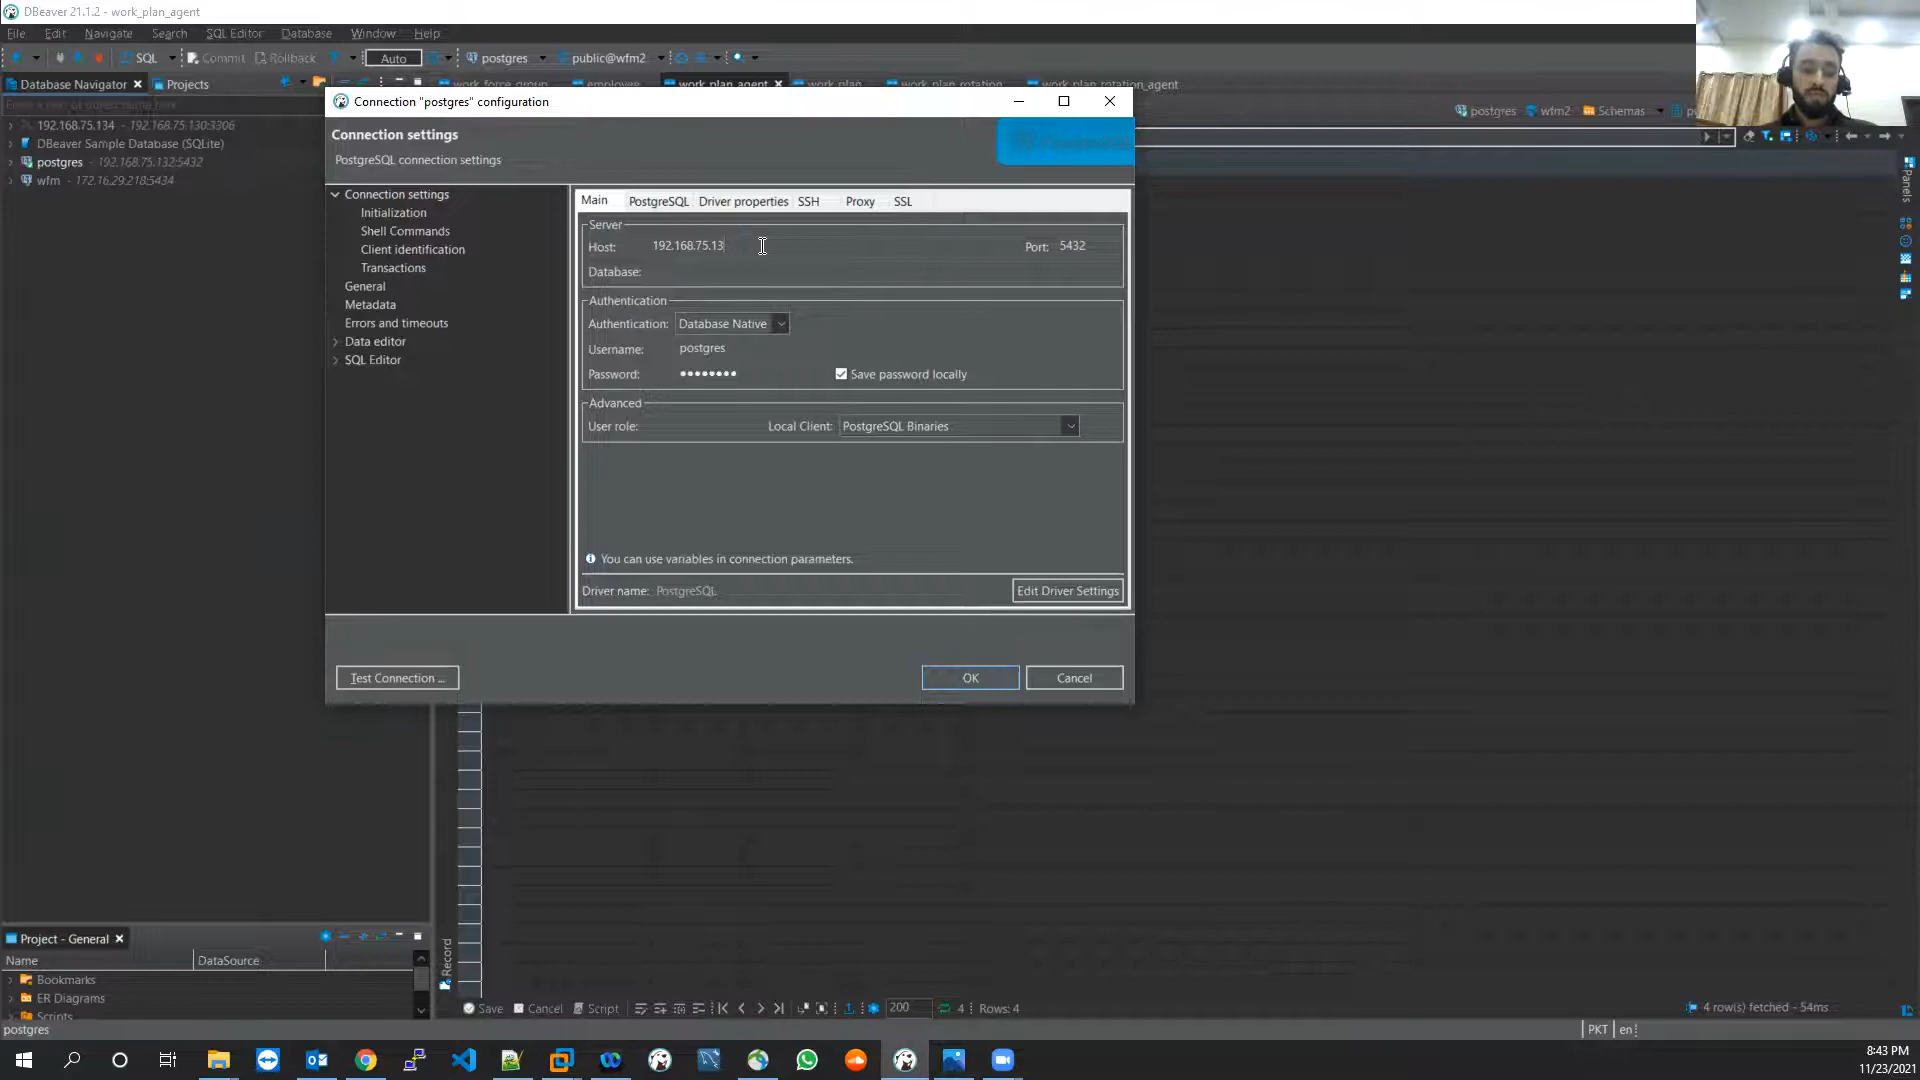 DBeaver 21.1.2 - work_plan_agent
File Edit Navigate Search SQL Editor Database Window Help
SQL Commit Rollback Auto postgres public@wfm2
Database Navigator Projects
work_force_group employee work_plan_agent work_plan work_plan_rotation work_plan_rotation_agent
postgres wfm2 Schemas
192.168.75.134 - 192.168.75.130:3306
DBeaver Sample Database (SQLite)
postgres - 192.168.75.132:5432
wfm - 172.16.29.218:5434
Connection "postgres" configuration
Connection settings
PostgreSQL connection settings
Connection settings
Initialization
Shell Commands
Client identification
Transactions
General
Metadata
Errors and timeouts
Data editor
SQL Editor
Main PostgreSQL Driver properties SSH Proxy SSL
Server
Host: 192.168.75.13 Port: 5432
Database:
Authentication
Authentication: Database Native
Username: postgres
Password: •••••••• Save password locally
Advanced
User role: Local Client: PostgreSQL Binaries
You can use variables in connection parameters.
Driver name: PostgreSQL Edit Driver Settings
Test Connection ... OK Cancel
Panels
Project - General
Name DataSource
Bookmarks
ER Diagrams
Scripts
Record
Save Cancel Script 200 4 Rows: 4
4 row(s) fetched - 54ms
postgres
PKT en
8:43 PM
11/23/2021